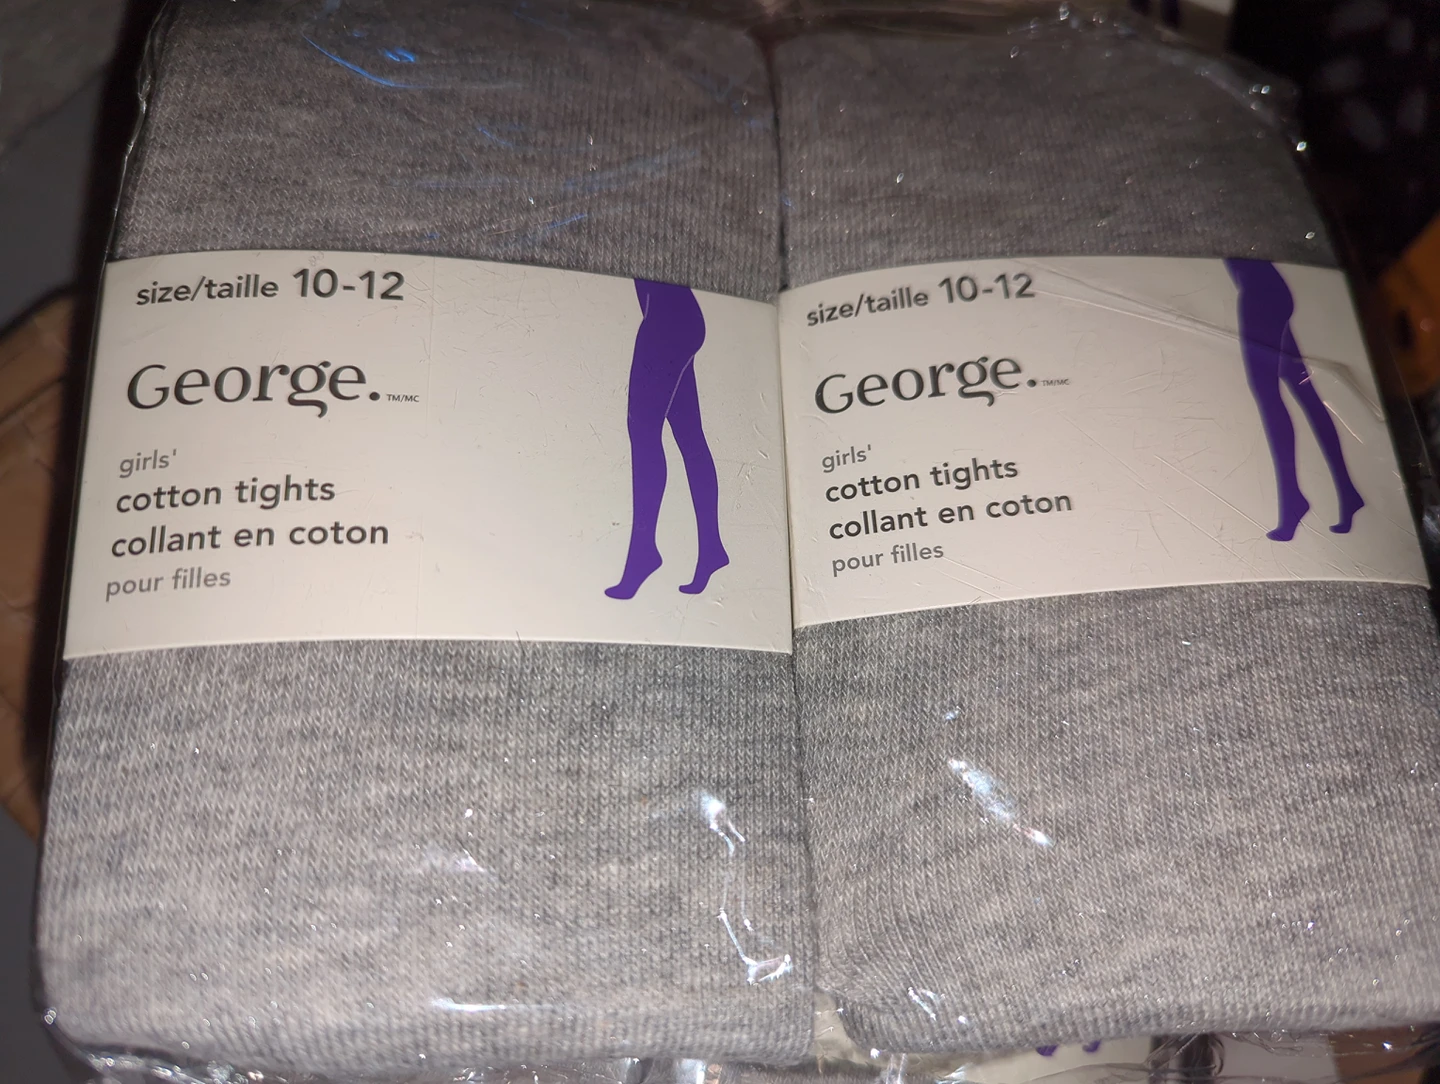 size/taille 10-12
George.™/MC
girls'
cotton tights
collant en coton
pour filles
size/taille 10-12
George.™/MC
girls'
cotton tights
collant en coton
pour filles